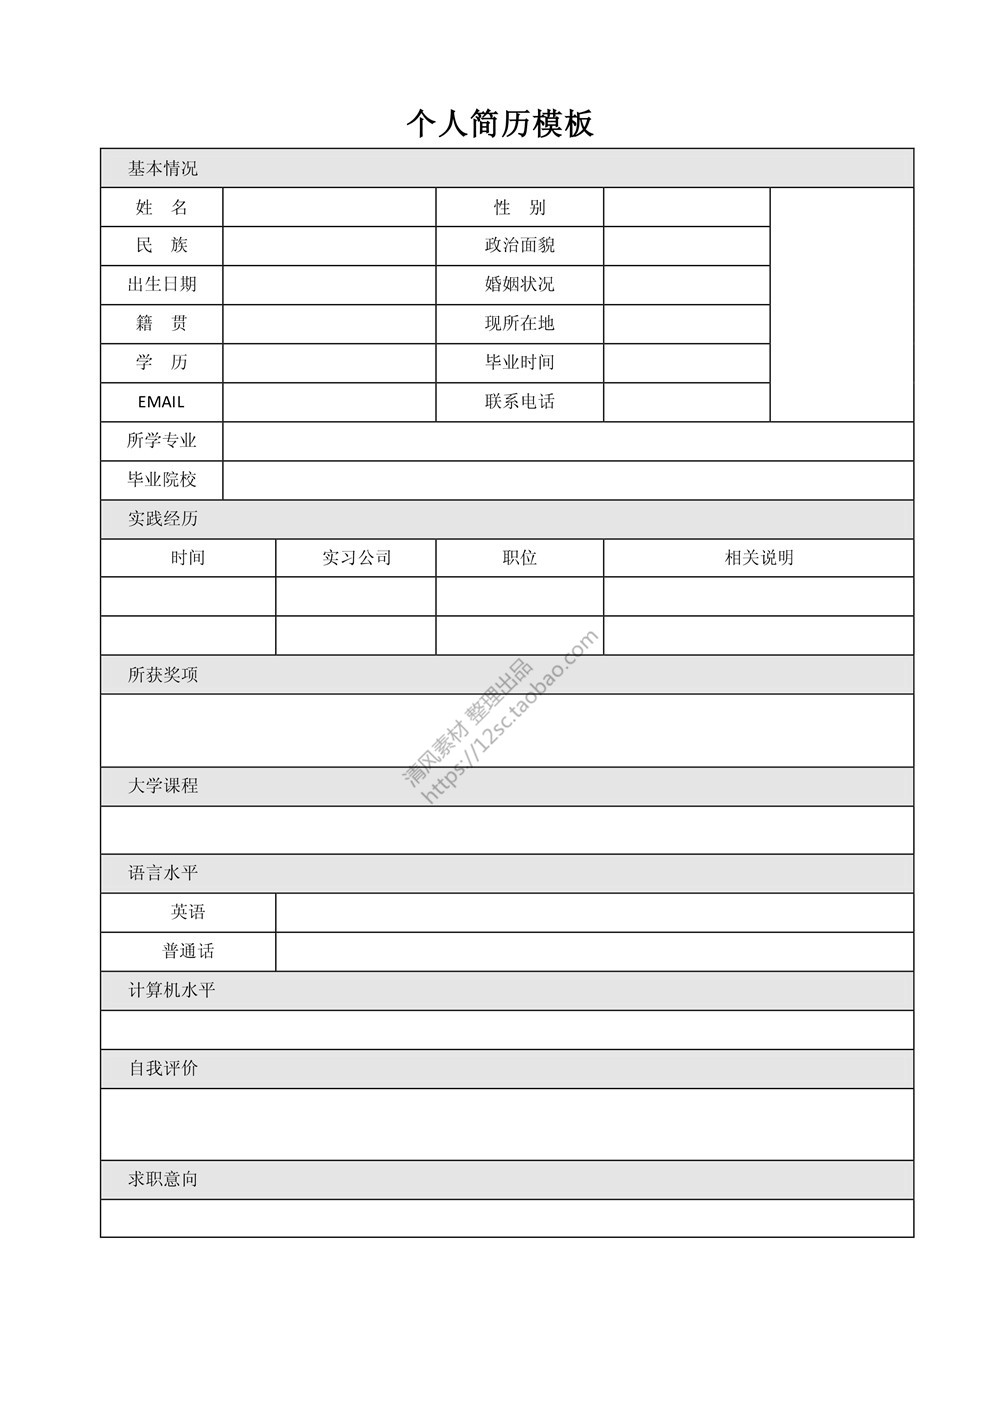 个人简历模板
基本情况
姓 名 性 别
民 族 政治面貌
出生日期 婚姻状况
籍 贯 现所在地
学 历 毕业时间
EMAIL 联系电话
所学专业
毕业院校
实践经历
时间 实习公司 职位 相关说明
所获奖项
清风素材 整理出品
https://12sc.taobao.com
大学课程
语言水平
英语
普通话
计算机水平
自我评价
求职意向